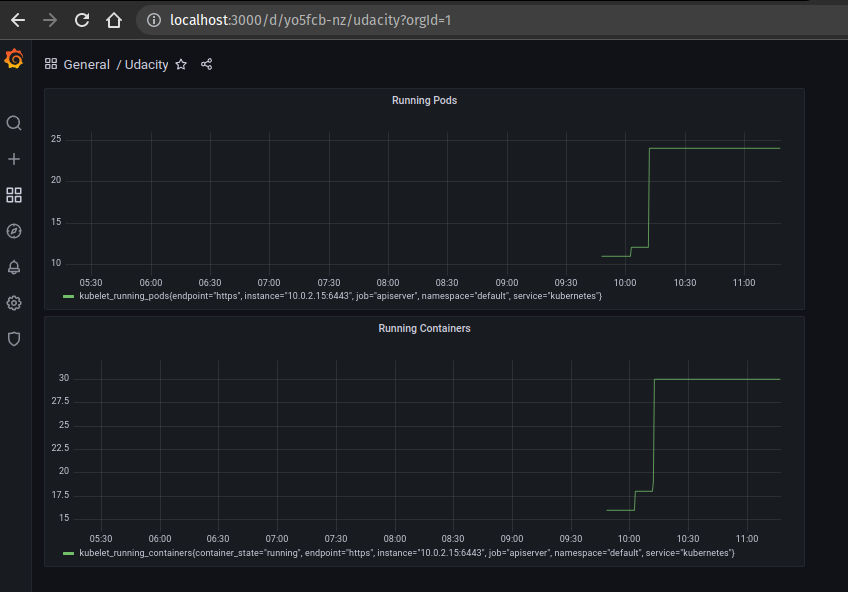 localhost:3000/d/yo5fcb-nz/udacity?orgId=1
General / Udacity
Running Pods
25
20
15
10
05:30 06:00 06:30 07:00 07:30 08:00 08:30 09:00 09:30 10:00 10:30 11:00
kubelet_running_pods{endpoint="https", instance="10.0.2.15:6443", job="apiserver", namespace="default", service="kubernetes"}
Running Containers
30
27.5
25
22.5
20
17.5
15
05:30 06:00 06:30 07:00 07:30 08:00 08:30 09:00 09:30 10:00 10:30 11:00
kubelet_running_containers{container_state="running", endpoint="https", instance="10.0.2.15:6443", job="apiserver", namespace="default", service="kubernetes"}